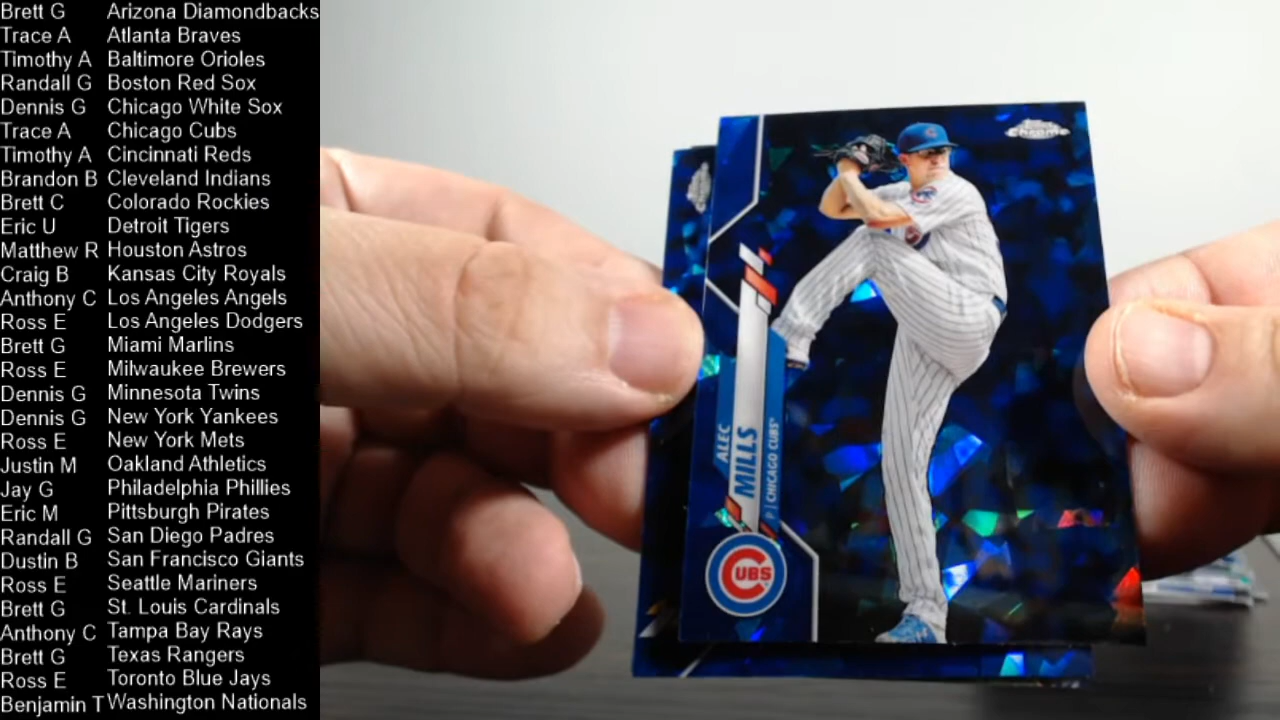 Brett G Arizona Diamondbacks
Trace A Atlanta Braves
Timothy A Baltimore Orioles
Randall G Boston Red Sox
Dennis G Chicago White Sox
Trace A Chicago Cubs
Timothy A Cincinnati Reds
Brandon B Cleveland Indians
Brett C Colorado Rockies
Eric U Detroit Tigers
Matthew R Houston Astros
Craig B Kansas City Royals
Anthony C Los Angeles Angels
Ross E Los Angeles Dodgers
Brett G Miami Marlins
Ross E Milwaukee Brewers
Dennis G Minnesota Twins
Dennis G New York Yankees
Ross E New York Mets
Justin M Oakland Athletics
Jay G Philadelphia Phillies
Eric M Pittsburgh Pirates
Randall G San Diego Padres
Dustin B San Francisco Giants
Ross E Seattle Mariners
Brett G St. Louis Cardinals
Anthony C Tampa Bay Rays
Brett G Texas Rangers
Ross E Toronto Blue Jays
Benjamin T Washington Nationals
Chrome
ALEC
MILLS
P | CHICAGO CUBS
CUBS